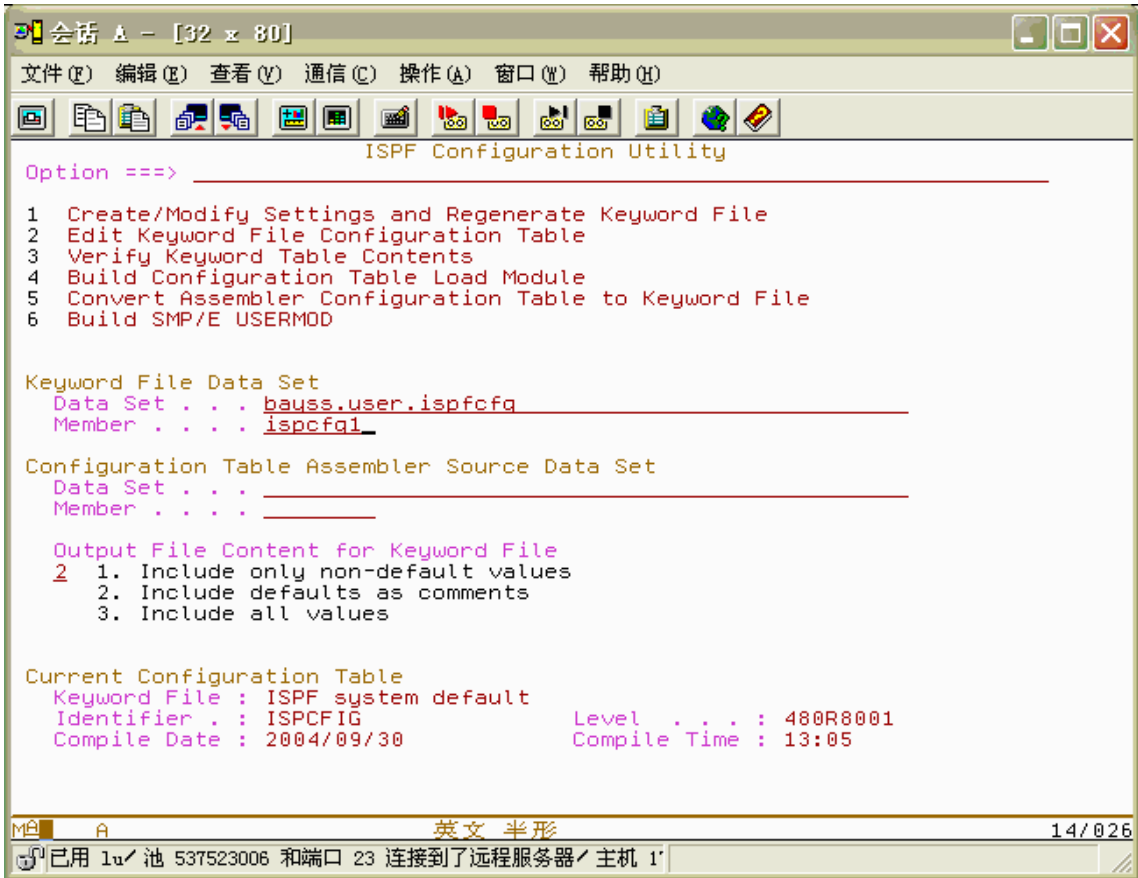 会话 A - [32 x 80]
文件(F) 编辑(E) 查看(V) 通信(C) 操作(A) 窗口(W) 帮助(H)
ISPF Configuration Utility
Option ===>
1 Create/Modify Settings and Regenerate Keyword File
2 Edit Keyword File Configuration Table
3 Verify Keyword Table Contents
4 Build Configuration Table Load Module
5 Convert Assembler Configuration Table to Keyword File
6 Build SMP/E USERMOD
Keyword File Data Set
Data Set . . . bayss.user.ispfcfg
Member . . . . ispcfg1_
Configuration Table Assembler Source Data Set
Data Set . . .
Member . . . .
Output File Content for Keyword File
2 1. Include only non-default values
2. Include defaults as comments
3. Include all values
Current Configuration Table
Keyword File : ISPF system default
Identifier . : ISPCFIG Level . . . : 480R8001
Compile Date : 2004/09/30 Compile Time : 13:05
MA A 英文 半形 14/026
已用 lu/池 537523006 和端口 23 连接到了远程服务器/主机